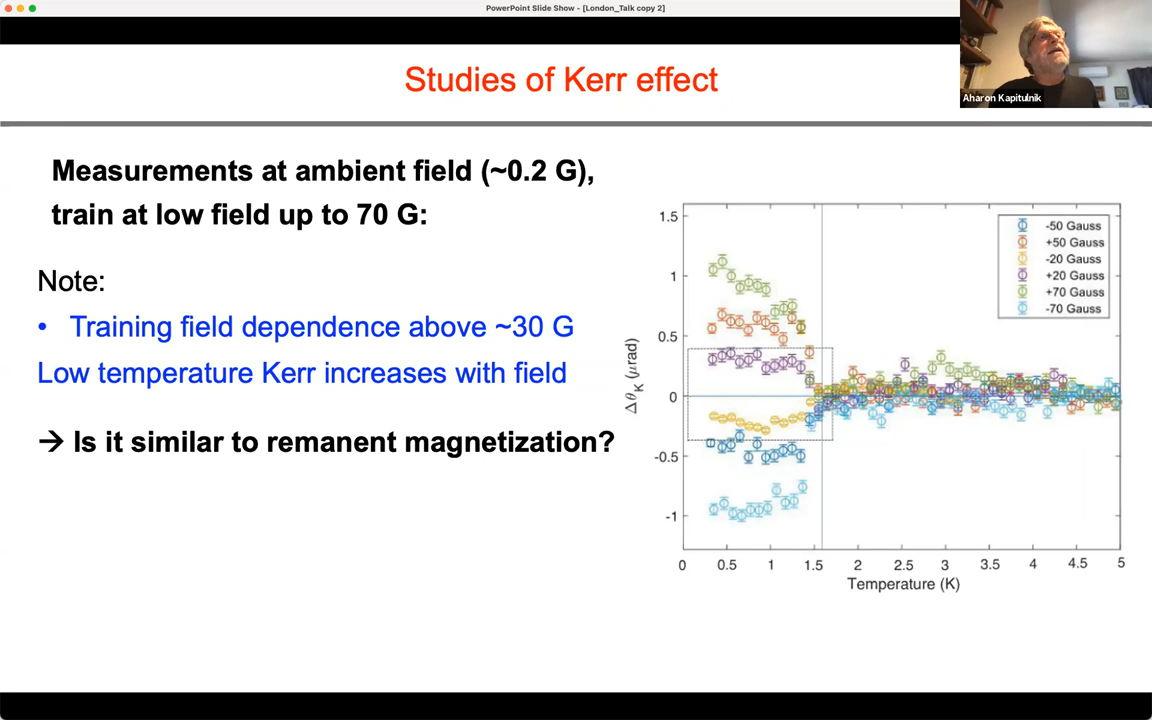 PowerPoint Slide Show - [London_Talk copy 2]
Aharon Kapitulnik
Studies of Kerr effect
Measurements at ambient field (~0.2 G),
train at low field up to 70 G:
Note:
• Training field dependence above ~30 G
Low temperature Kerr increases with field
→ Is it similar to remanent magnetization?
1.5
1
0.5
0
-0.5
-1
ΔθK (μrad)
-50 Gauss
+50 Gauss
-20 Gauss
+20 Gauss
+70 Gauss
-70 Gauss
0 0.5 1 1.5 2 2.5 3 3.5 4 4.5 5
Temperature (K)